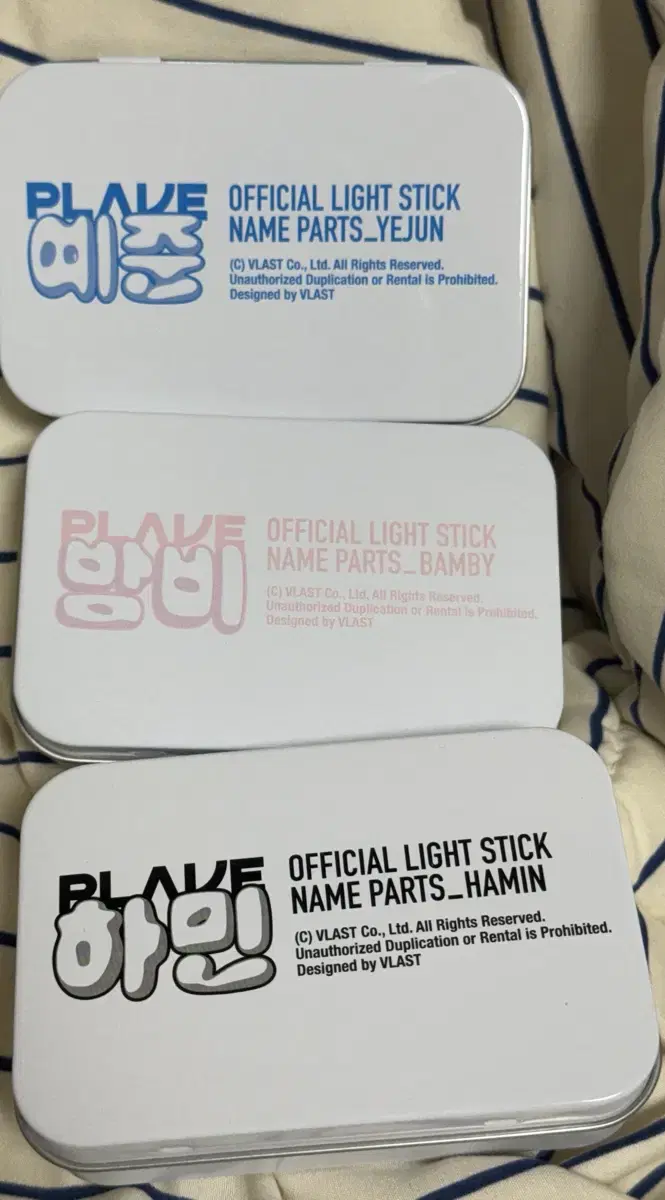 PLAVE
예준
OFFICIAL LIGHT STICK
NAME PARTS_YEJUN
(C) VLAST Co., Ltd. All Rights Reserved.
Unauthorized Duplication or Rental is Prohibited.
Designed by VLAST
PLAVE
밤비
OFFICIAL LIGHT STICK
NAME PARTS_BAMBY
(C) VLAST Co., Ltd. All Rights Reserved.
Unauthorized Duplication or Rental is Prohibited.
Designed by VLAST
PLAVE
하민
OFFICIAL LIGHT STICK
NAME PARTS_HAMIN
(C) VLAST Co., Ltd. All Rights Reserved.
Unauthorized Duplication or Rental is Prohibited.
Designed by VLAST